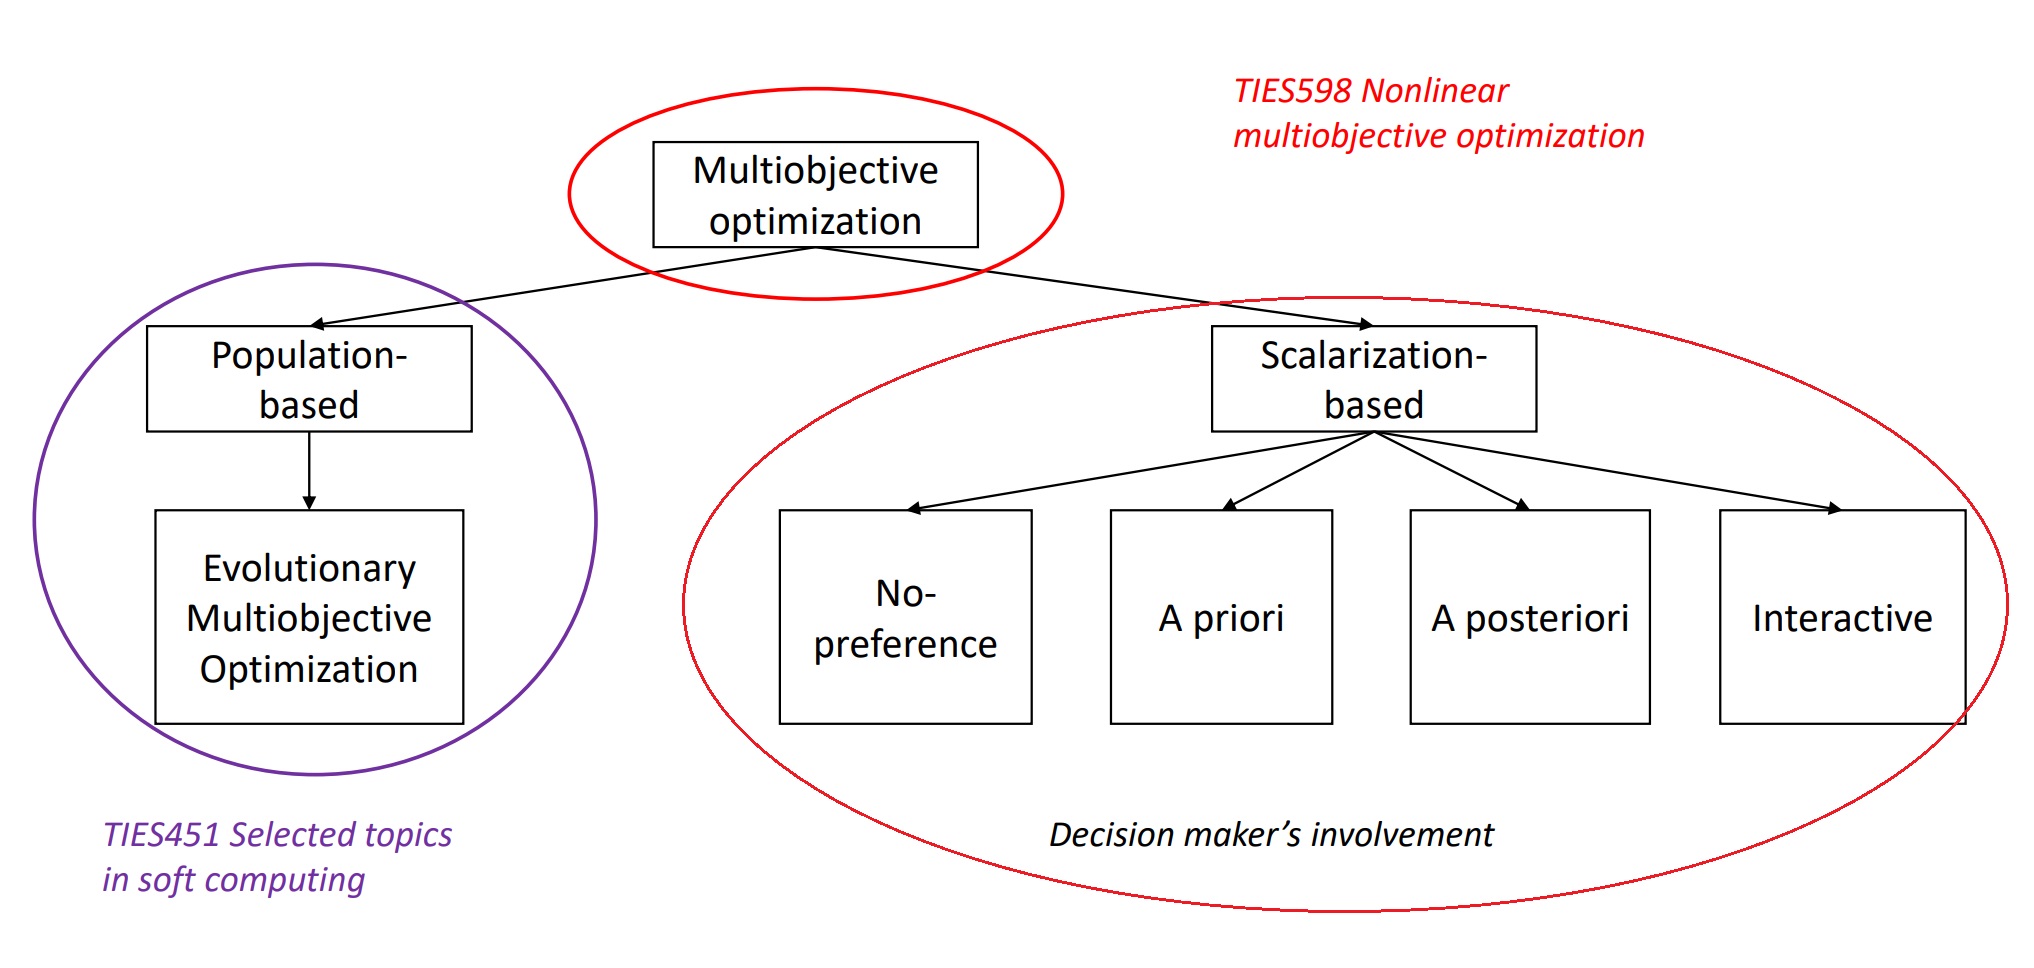 TIES598 Nonlinear
multiobjective optimization
Multiobjective
optimization
Population-
based
Scalarization-
based
Evolutionary
Multiobjective
Optimization
No-
preference
A priori
A posteriori
Interactive
TIES451 Selected topics
in soft computing
Decision maker’s involvement